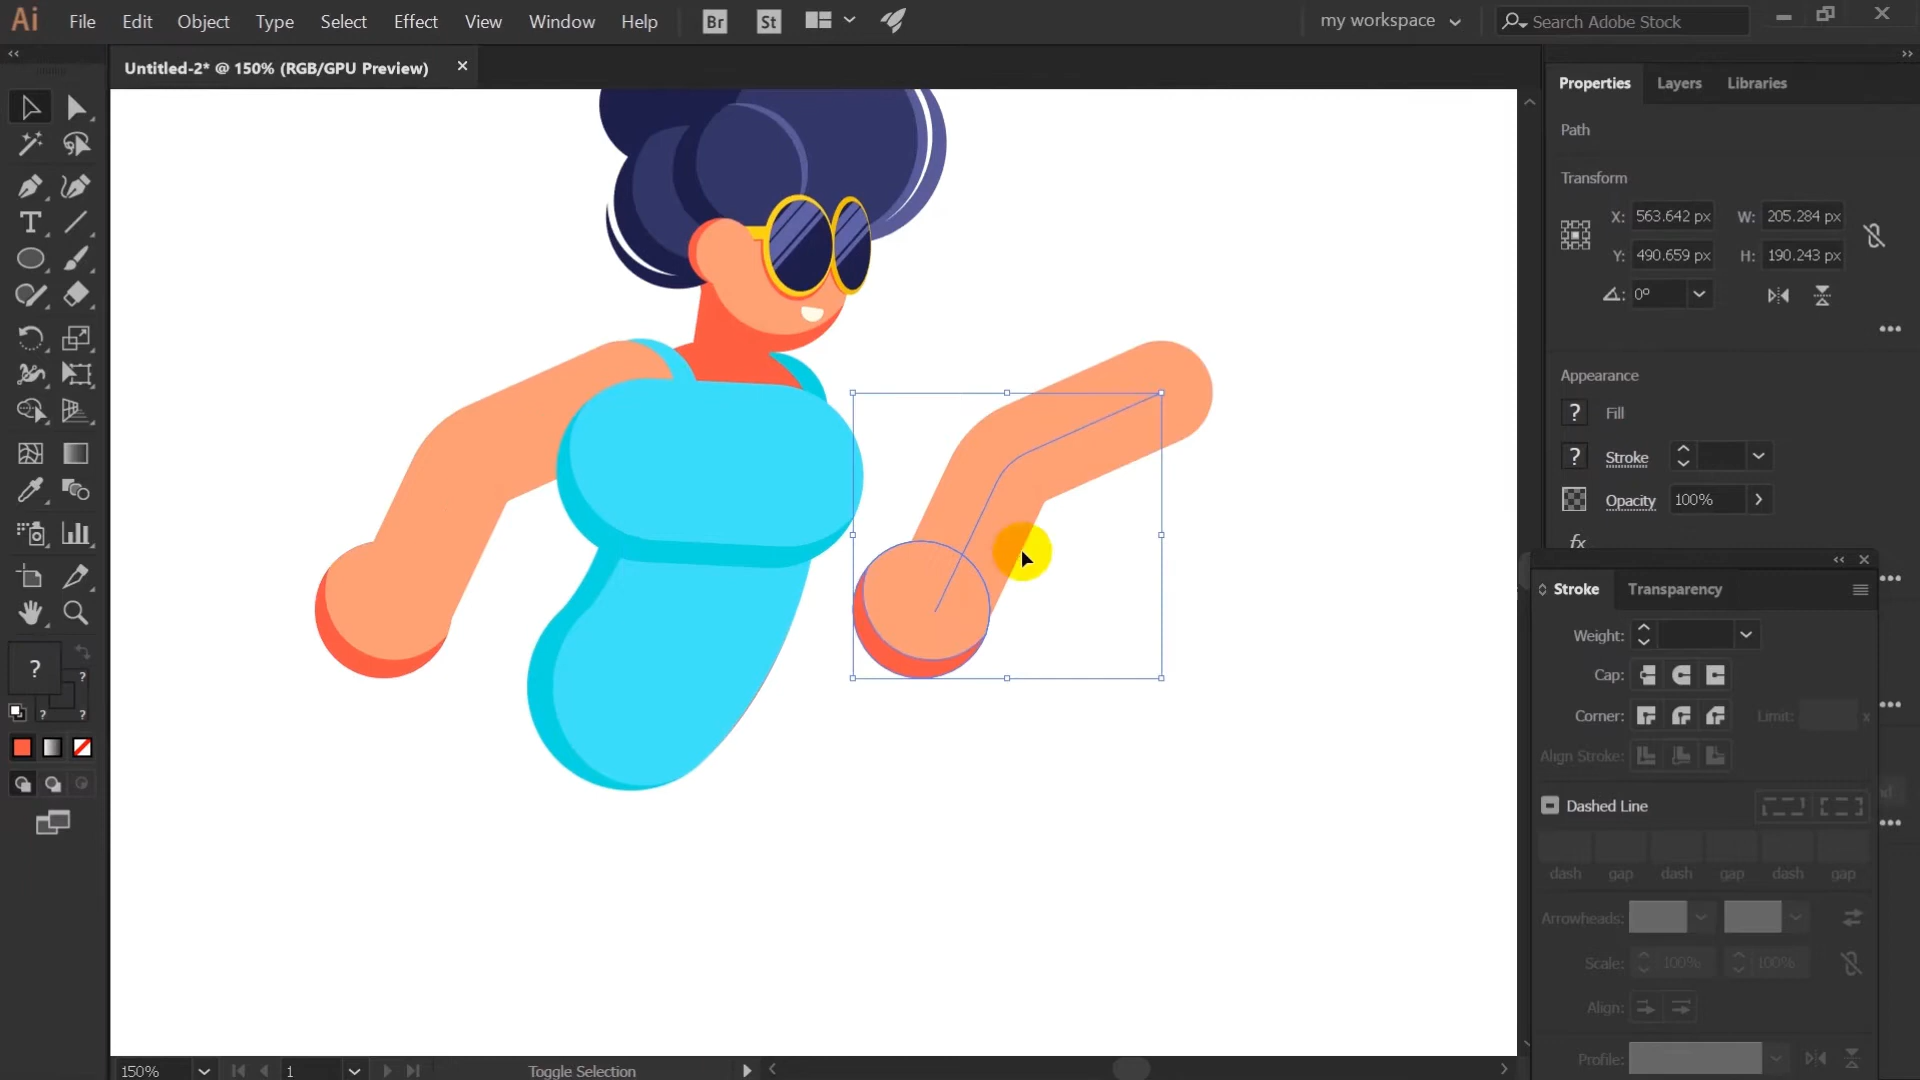 Ai File Edit Object Type Select Effect View Window Help Br St my workspace Search Adobe Stock
Untitled-2* @ 150% (RGB/GPU Preview)
Properties Layers Libraries
Path
Transform
X: 563.642 px W: 205.284 px
Y: 490.659 px H: 190.243 px
0°
Appearance
? Fill
? Stroke
Opacity 100%
fx
Stroke Transparency
Weight:
Cap:
Corner: Limit: x
Align Stroke:
Dashed Line
dash gap dash gap dash gap
Arrowheads:
Scale: 100% 100%
Align:
Profile:
T
?
?
? ?
150% 1 Toggle Selection